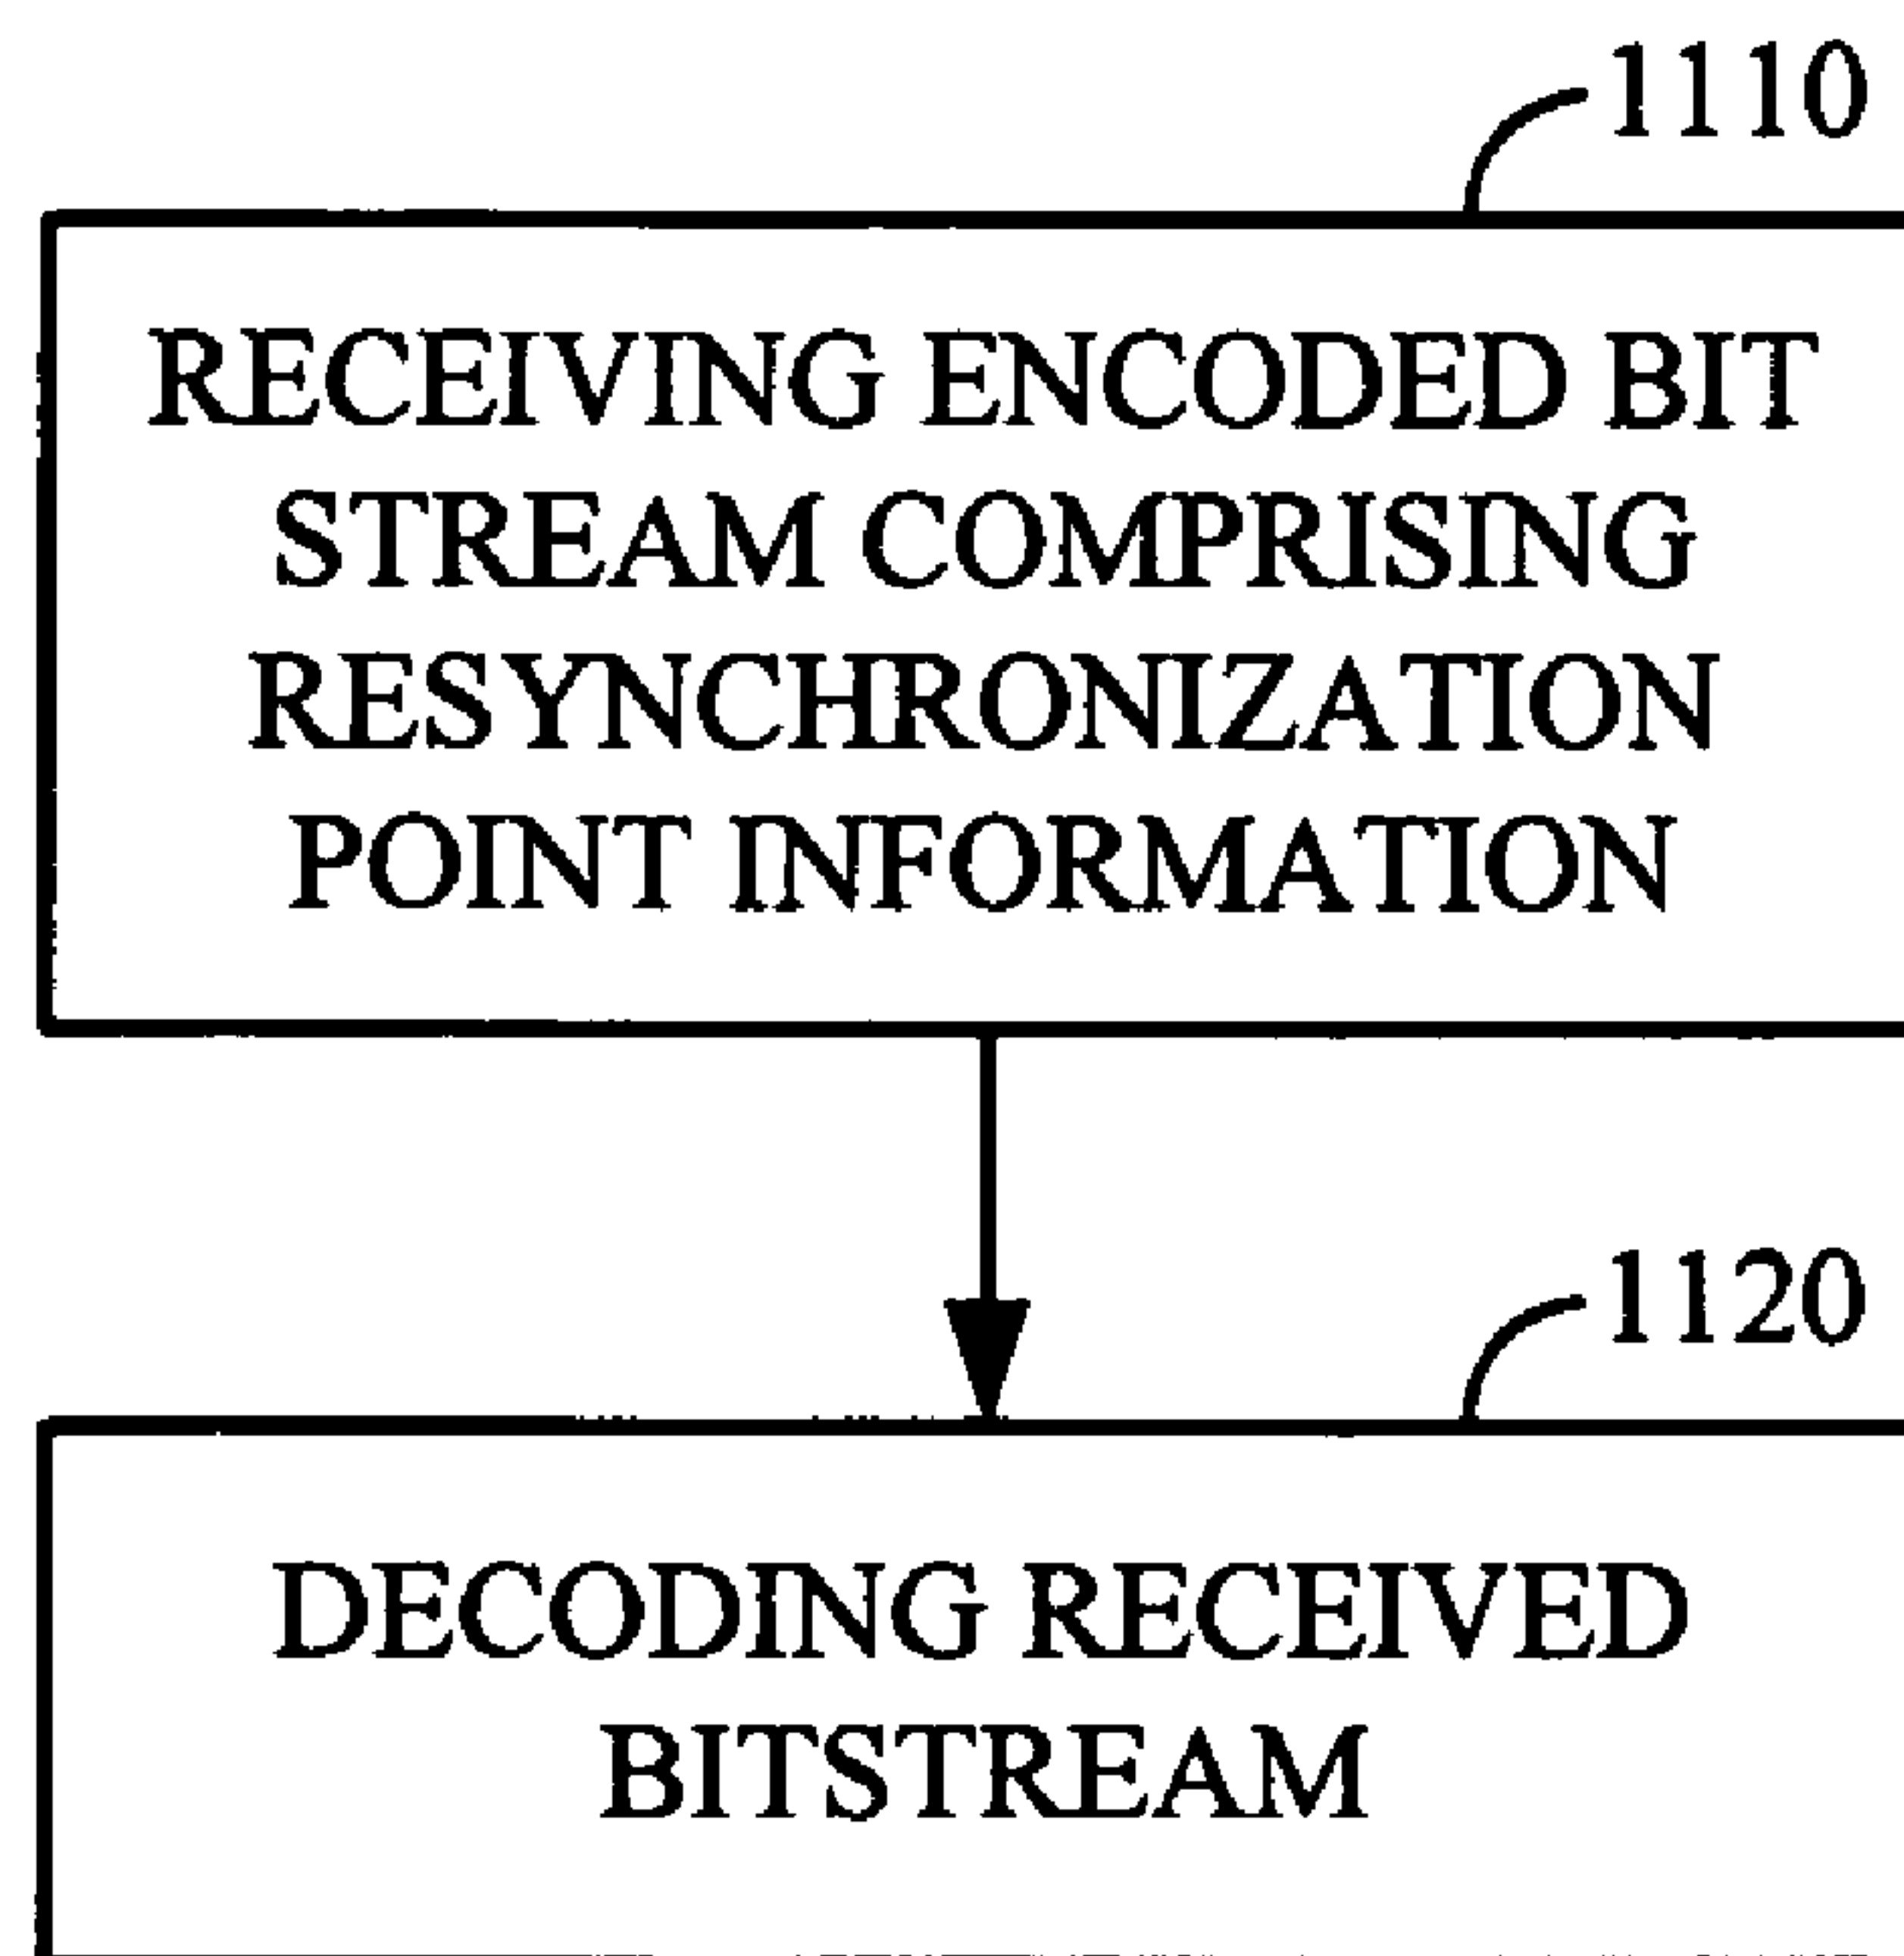 1110
RECEIVING ENCODED BIT
STREAM COMPRISING
RESYNCHRONIZATION
POINT INFORMATION
1120
DECODING RECEIVED
BITSTREAM